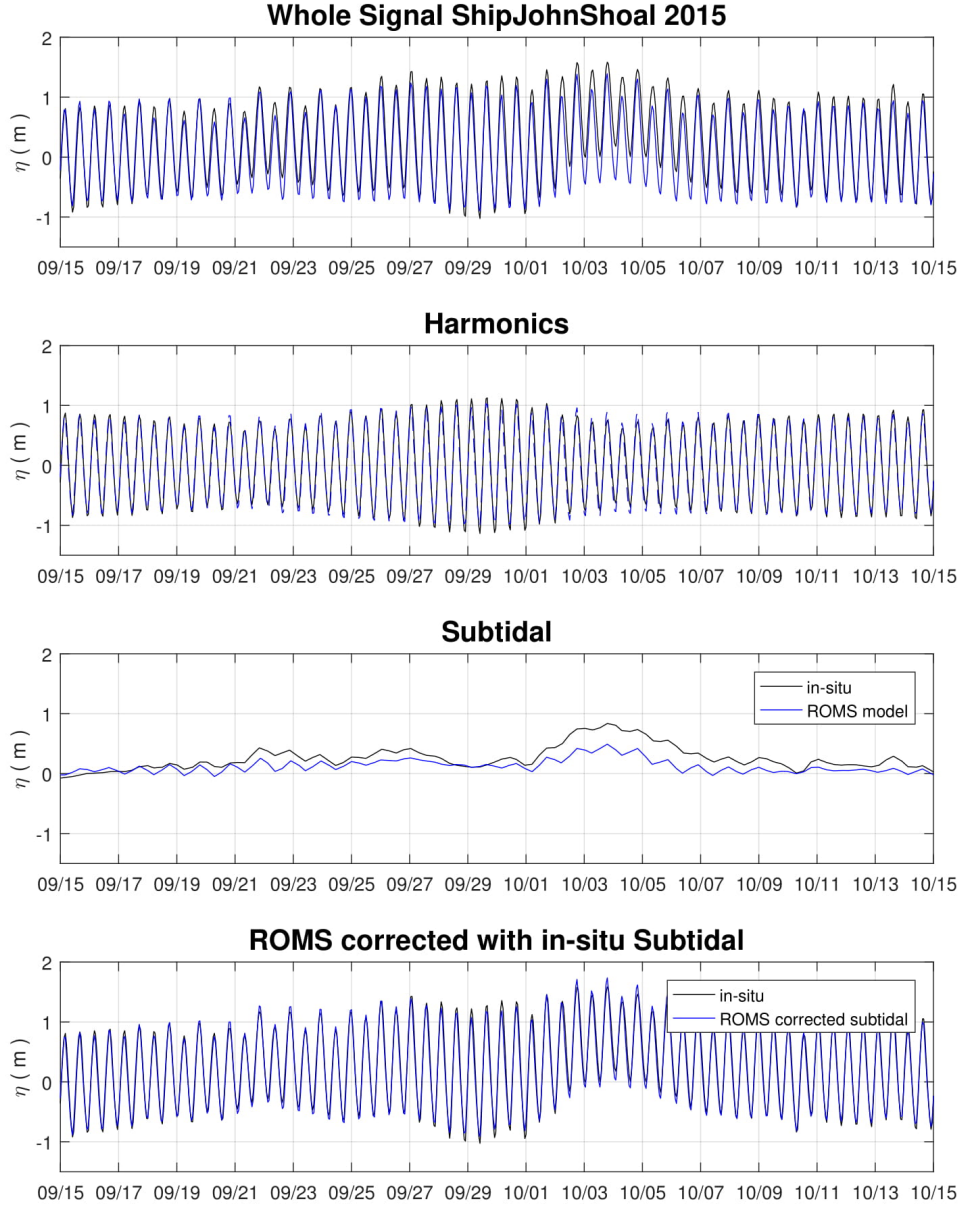 Whole Signal ShipJohnShoal 2015
2
1
0
-1
η ( m )
09/15 09/17 09/19 09/21 09/23 09/25 09/27 09/29 10/01 10/03 10/05 10/07 10/09 10/11 10/13 10/15
Harmonics
2
1
0
-1
η ( m )
09/15 09/17 09/19 09/21 09/23 09/25 09/27 09/29 10/01 10/03 10/05 10/07 10/09 10/11 10/13 10/15
Subtidal
2
1
0
-1
η ( m )
in-situ
ROMS model
09/15 09/17 09/19 09/21 09/23 09/25 09/27 09/29 10/01 10/03 10/05 10/07 10/09 10/11 10/13 10/15
ROMS corrected with in-situ Subtidal
2
1
0
-1
η ( m )
in-situ
ROMS corrected subtidal
09/15 09/17 09/19 09/21 09/23 09/25 09/27 09/29 10/01 10/03 10/05 10/07 10/09 10/11 10/13 10/15